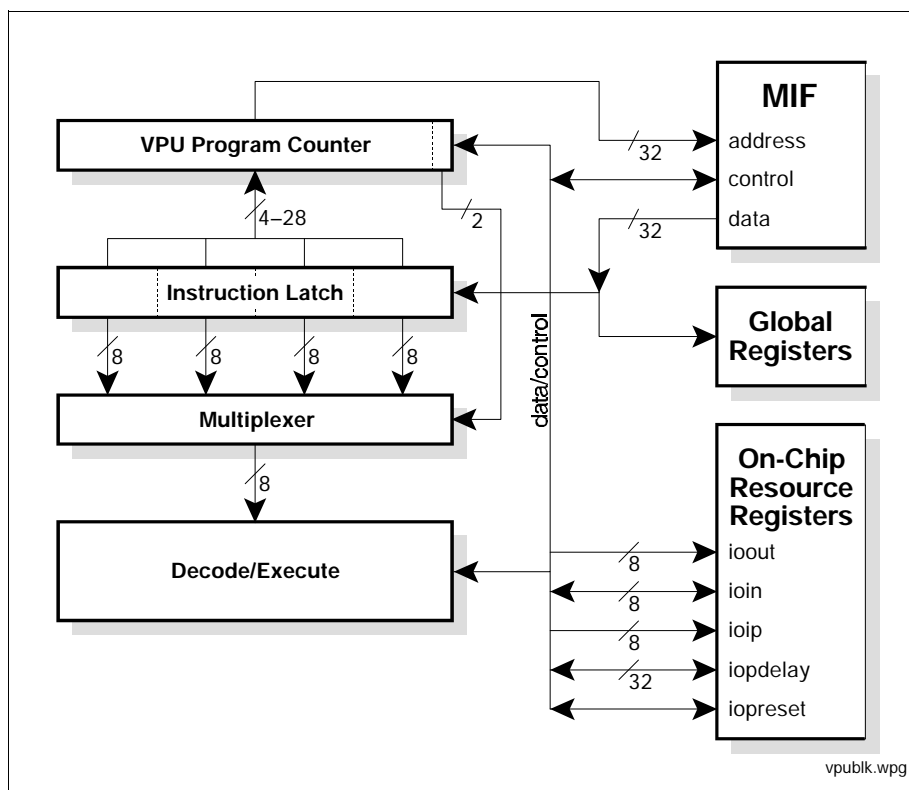 MIF
VPU Program Counter
address
32
control
4–28
2
data
32
Instruction Latch
Global
Registers
8
8
8
8
data/control
Multiplexer
8
On-Chip
Resource
Registers
Decode/Execute
ioout
8
ioin
8
ioip
8
iopdelay
32
iopreset
vpublk.wpg